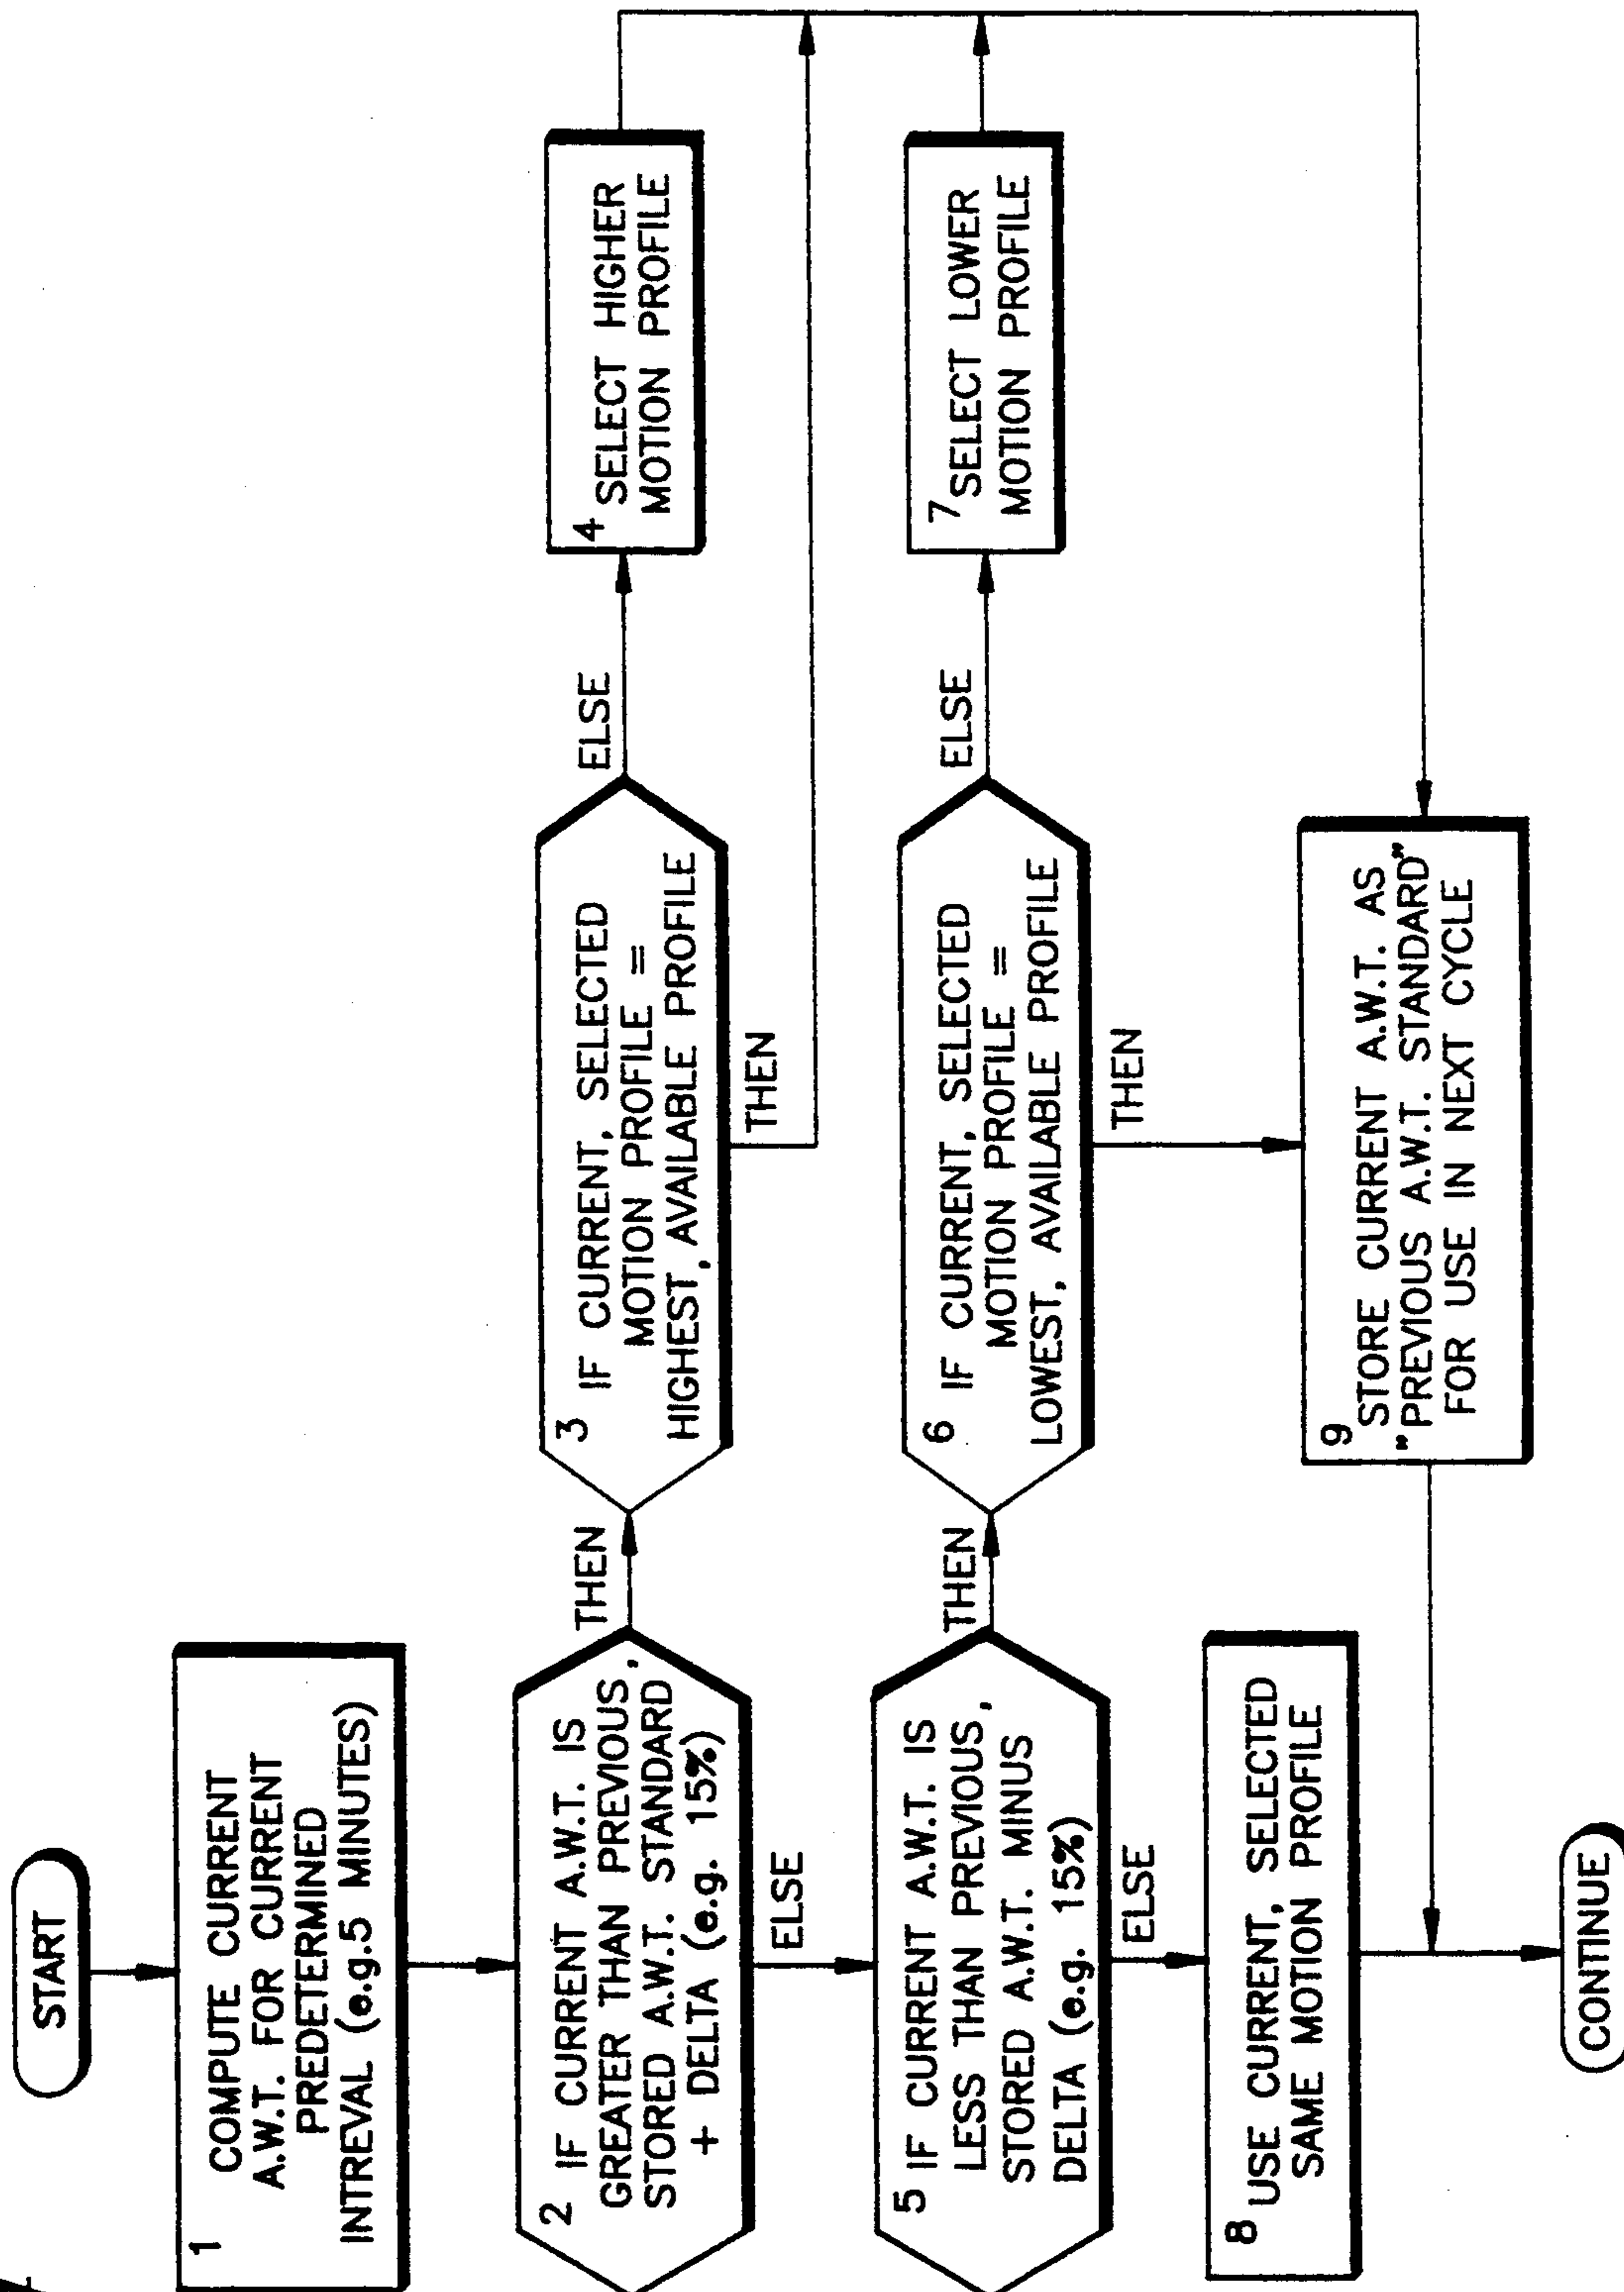 START
1
COMPUTE CURRENT
A.W.T. FOR CURRENT
PREDETERMINED
INTREVAL (e.g.5 MINUTES)
2
IF CURRENT A.W.T. IS
GREATER THAN PREVIOUS,
STORED A.W.T. STANDARD
+ DELTA (e.g. 15%)
THEN
ELSE
3
IF CURRENT, SELECTED
MOTION PROFILE =
HIGHEST, AVAILABLE PROFILE
ELSE
THEN
4
SELECT HIGHER
MOTION PROFILE
5
IF CURRENT A.W.T. IS
LESS THAN PREVIOUS,
STORED A.W.T. MINUS
DELTA (e.g. 15%)
THEN
ELSE
6
IF CURRENT, SELECTED
MOTION PROFILE =
LOWEST, AVAILABLE PROFILE
ELSE
THEN
7
SELECT LOWER
MOTION PROFILE
8
USE CURRENT, SELECTED
SAME MOTION PROFILE
9
STORE CURRENT A.W.T. AS
"PREVIOUS A.W.T. STANDARD"
FOR USE IN NEXT CYCLE
CONTINUE